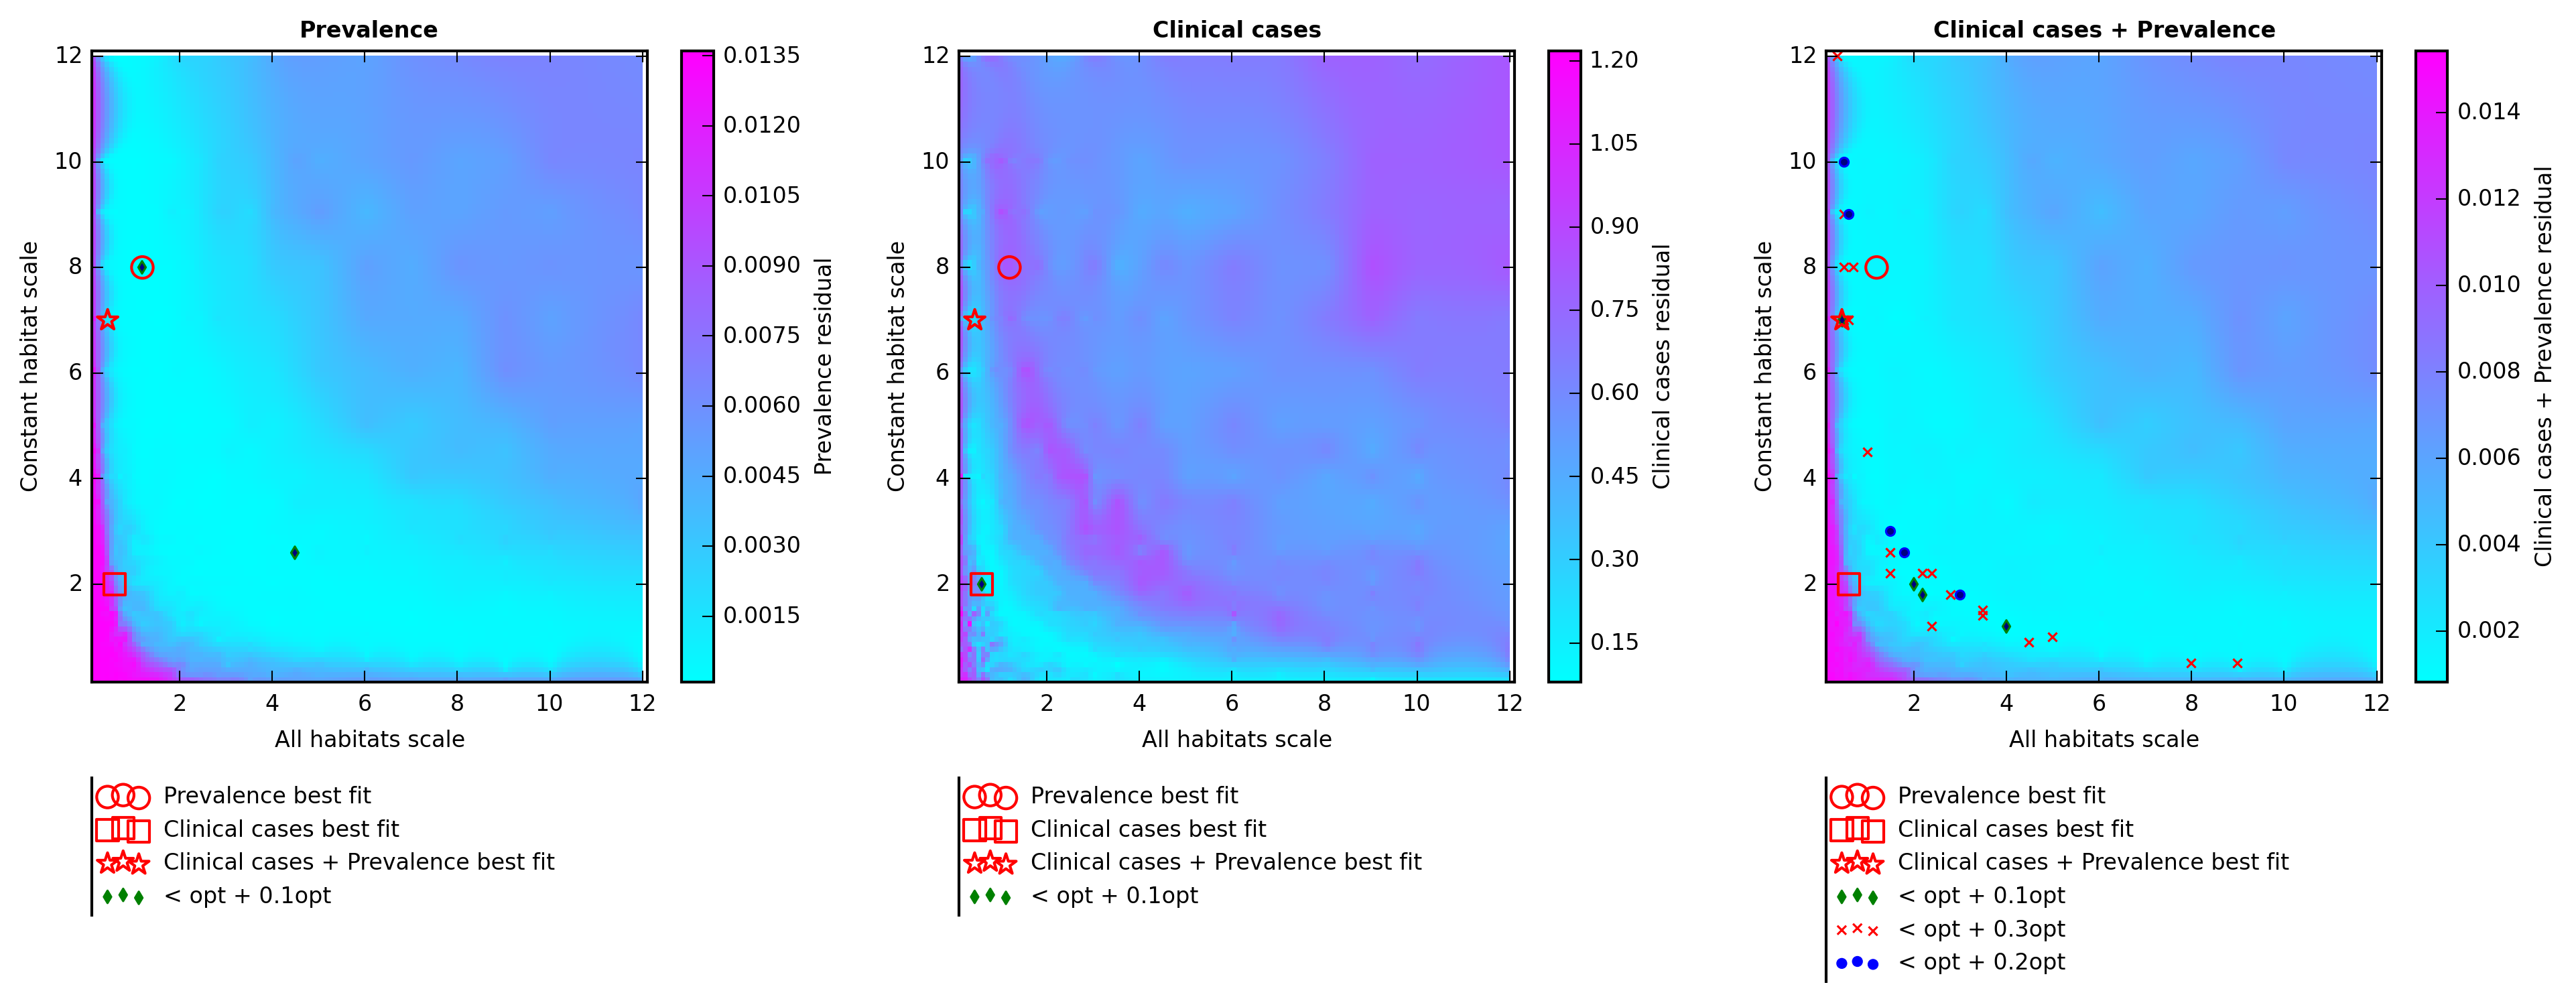 Prevalence
Constant habitat scale
12
10
8
6
4
2
2 4 6 8 10 12
All habitats scale
0.0135
0.0120
0.0105
0.0090
0.0075
0.0060
0.0045
0.0030
0.0015
Prevalence residual
Prevalence best fit
Clinical cases best fit
Clinical cases + Prevalence best fit
< opt + 0.1opt
Clinical cases
Constant habitat scale
12
10
8
6
4
2
2 4 6 8 10 12
All habitats scale
1.20
1.05
0.90
0.75
0.60
0.45
0.30
0.15
Clinical cases residual
Prevalence best fit
Clinical cases best fit
Clinical cases + Prevalence best fit
< opt + 0.1opt
Clinical cases + Prevalence
Constant habitat scale
12
10
8
6
4
2
2 4 6 8 10 12
All habitats scale
0.014
0.012
0.010
0.008
0.006
0.004
0.002
Clinical cases + Prevalence residual
Prevalence best fit
Clinical cases best fit
Clinical cases + Prevalence best fit
< opt + 0.1opt
< opt + 0.3opt
< opt + 0.2opt